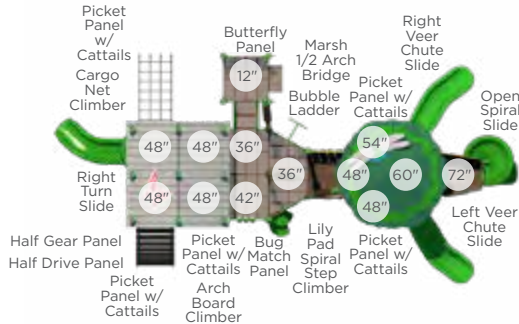 Picket
Panel
w/
Cattails
Cargo
Net
Climber
Butterfly
Panel
Marsh
1/2 Arch
Bridge
Right
Veer
Chute
Slide
Bubble
Ladder
Picket
Panel w/
Cattails
Open
Spiral
Slide
12"
48"
48"
36"
54"
36"
48"
60"
72"
48"
48"
42"
48"
Right
Turn
Slide
Left Veer
Chute
Slide
Half Gear Panel
Half Drive Panel
Picket
Panel w/
Cattails
Picket
Panel w/
Cattails
Arch
Board
Climber
Bug
Match
Panel
Lily
Pad
Spiral
Step
Climber
Picket
Panel w/
Cattails